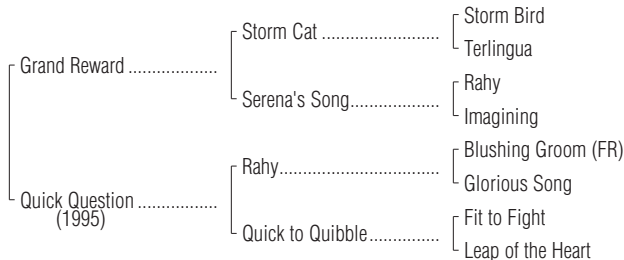 Storm Bird
Storm Cat ........................
Terlingua
Grand Reward ..................
Rahy
Serena's Song....................
Imagining
Blushing Groom (FR)
Rahy....................................
Glorious Song
Quick Question ................
(1995)
Fit to Fight
Quick to Quibble...............
Leap of the Heart